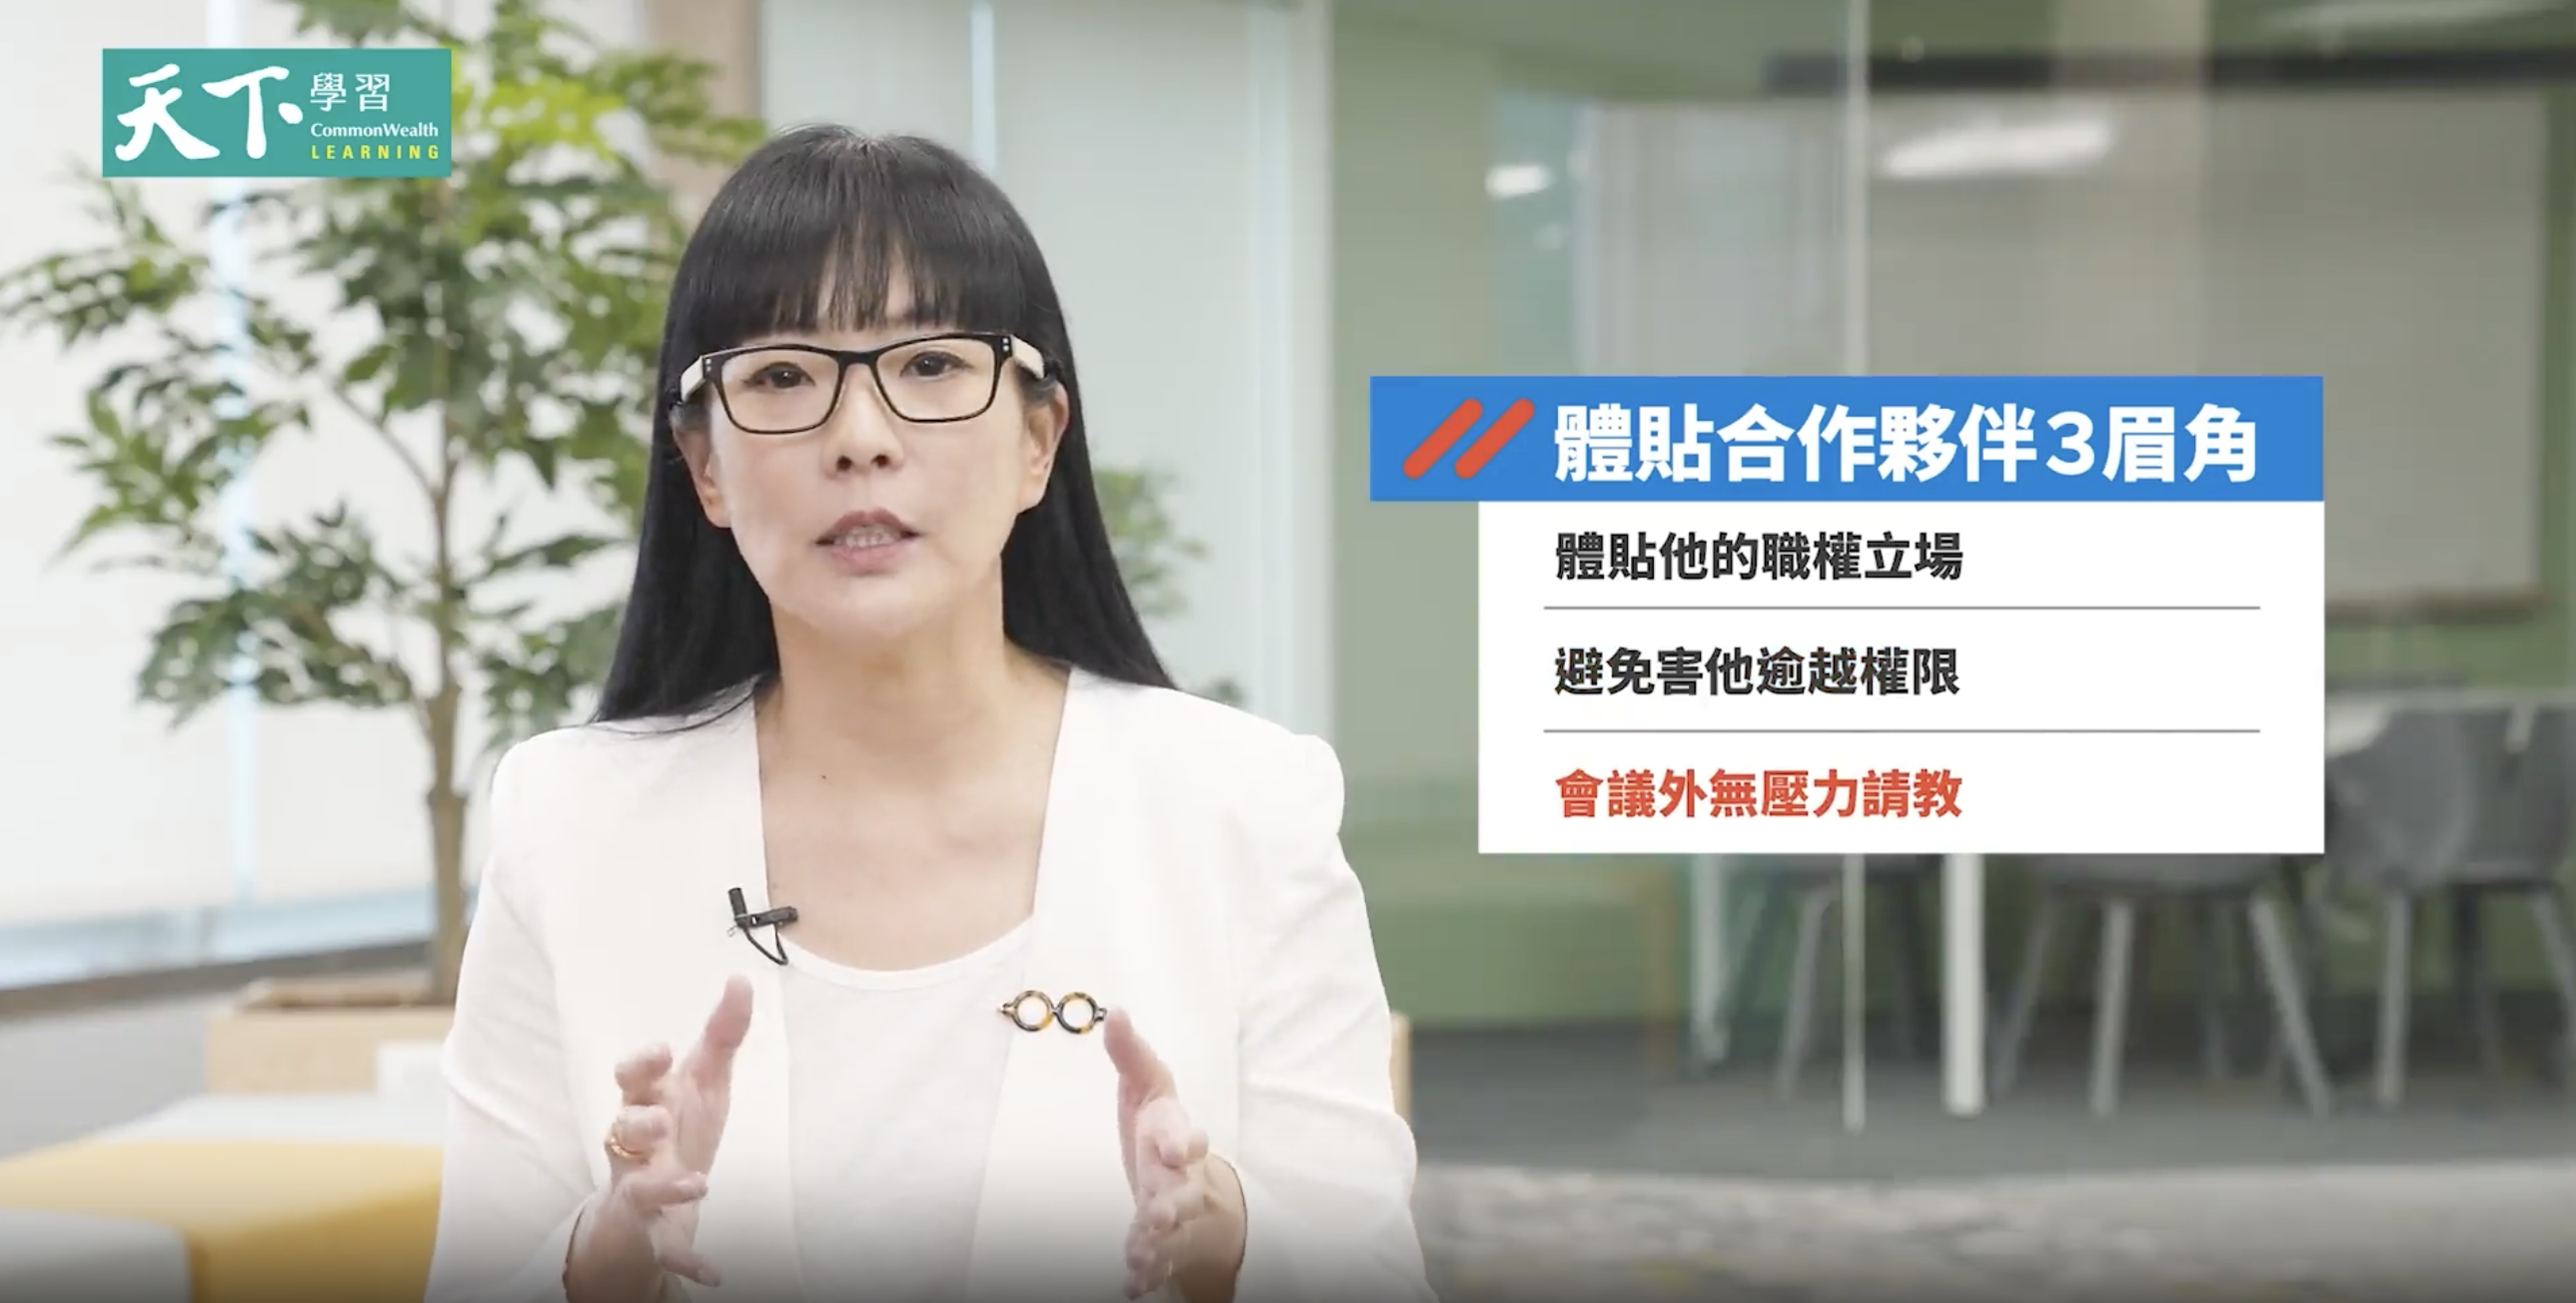 天下學習
CommonWealth
LEARNING
體貼合作夥伴3眉角
體貼他的職權立場
避免害他逾越權限
會議外無壓力請教